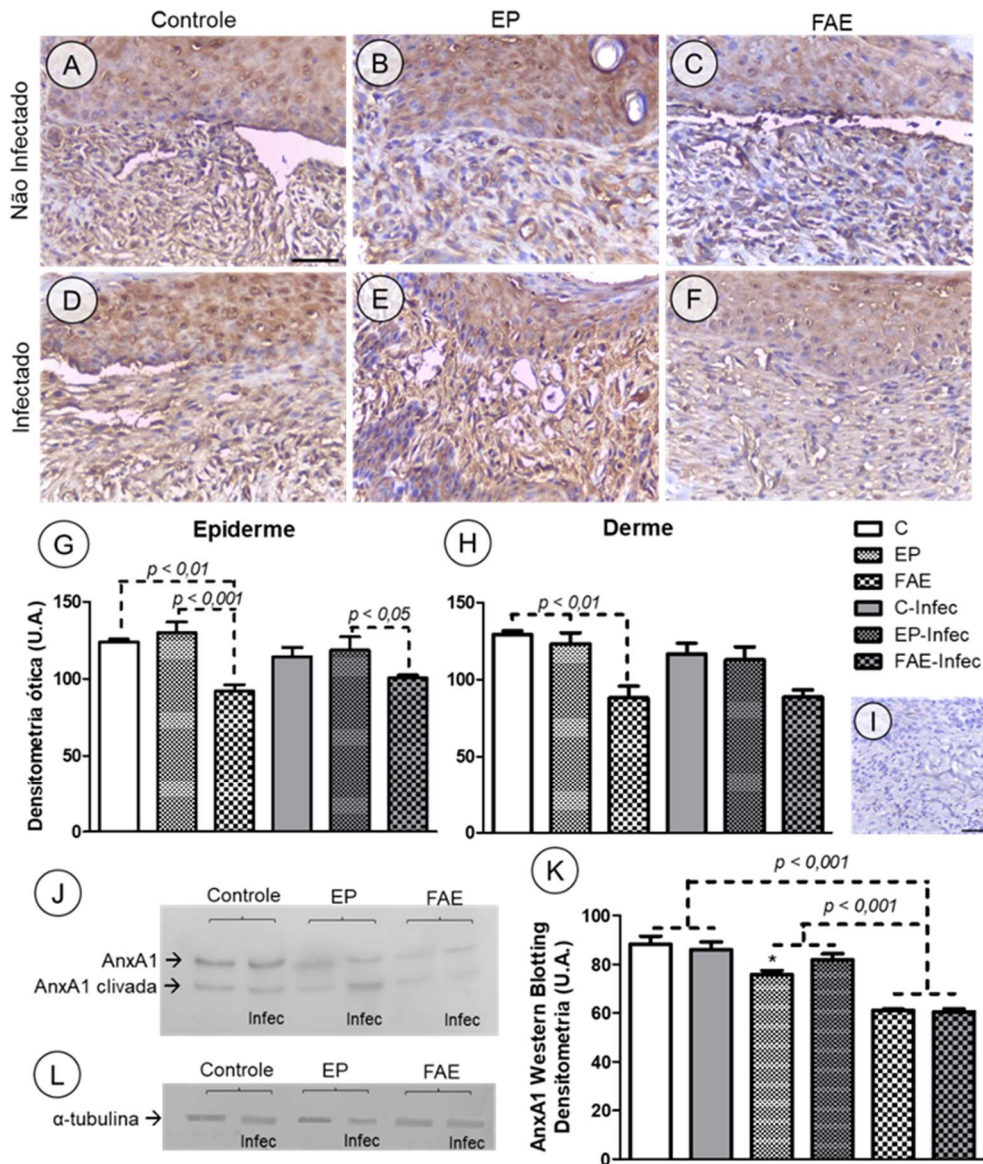 Controle EP FAE
Não Infectado
A B C
Infectado
D E F
G Epiderme
p < 0,01
p < 0,001
p < 0,05
Densitometria ótica (U.A.)
150
100
50
0
H Derme
p < 0,01
150
100
50
0
C
EP
FAE
C-Infec
EP-Infec
FAE-Infec
I
J
Controle EP FAE
AnxA1 →
AnxA1 clivada →
Infec Infec Infec
L
Controle EP FAE
α-tubulina →
Infec Infec Infec
K
p < 0,001
p < 0,001
*
AnxA1 Western Blotting
Densitometria (U.A.)
100
80
60
80
20
0